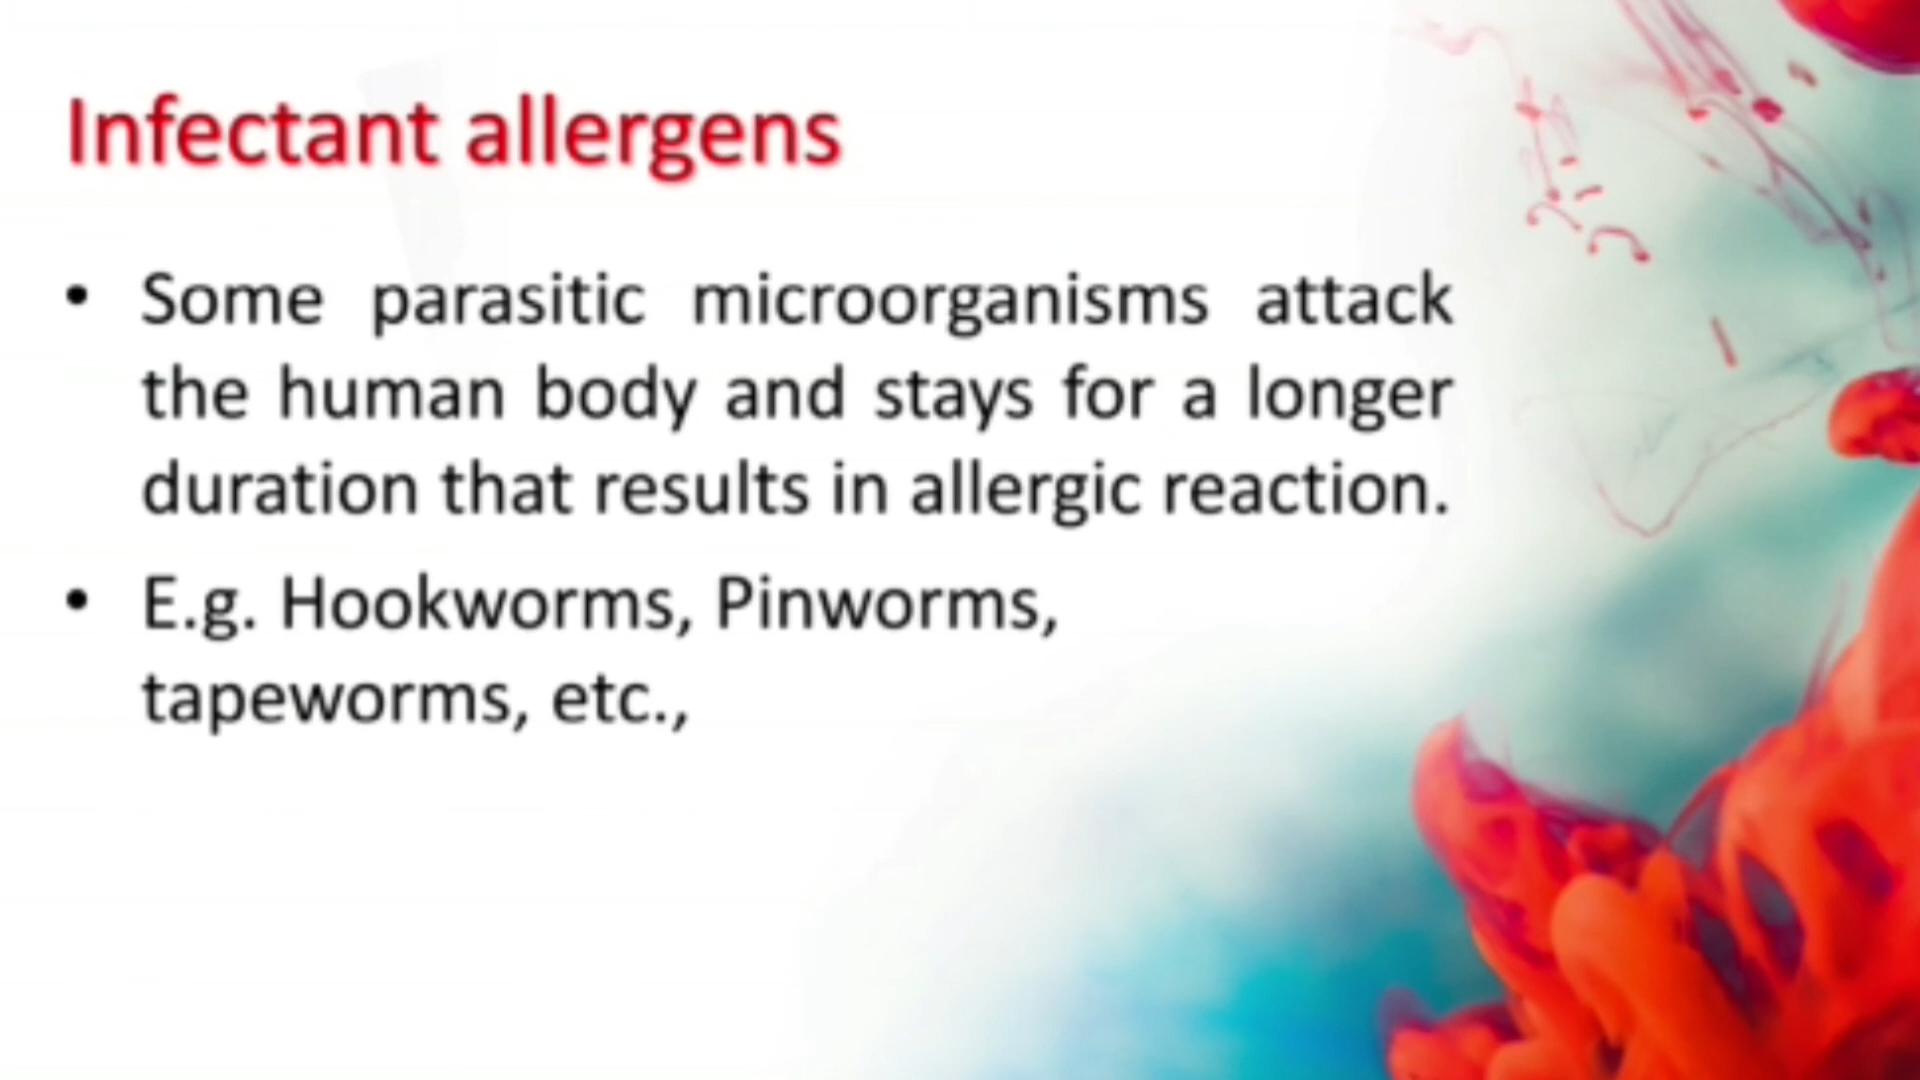 Infectant allergens
• Some parasitic microorganisms attack
the human body and stays for a longer
duration that results in allergic reaction.
• E.g. Hookworms, Pinworms,
tapeworms, etc.,